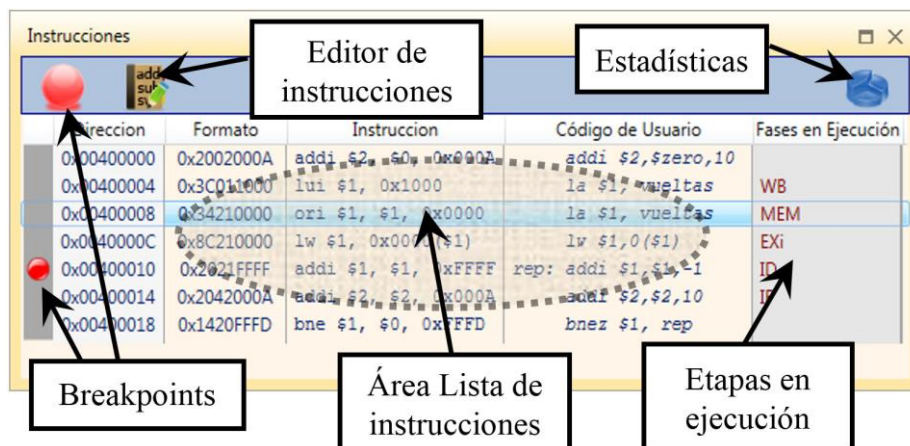 Instrucciones
Editor de
instrucciones
Estadísticas
add
sub
Direccion Formato Instruccion Código de Usuario Fases en Ejecución
0x00400000 0x2002000A addi $2, $0, 0x000A addi $2,$zero,10
0x00400004 0x3C011000 lui $1, 0x1000 la $1, vueltas WB
0x00400008 0x34210000 ori $1, $1, 0x0000 la $1, vueltas MEM
0x0040000C 0x8C210000 lw $1, 0x0000($1) lw $1,0($1) EXi
0x00400010 0x2021FFFF addi $1, $1, 0xFFFF rep: addi $1,$1,-1 ID
0x00400014 0x2042000A addi $2, $2, 0x000A addi $2,$2,10
0x00400018 0x1420FFFD bne $1, $0, 0xFFFD bnez $1, rep
Breakpoints
Área Lista de
instrucciones
Etapas en
ejecución